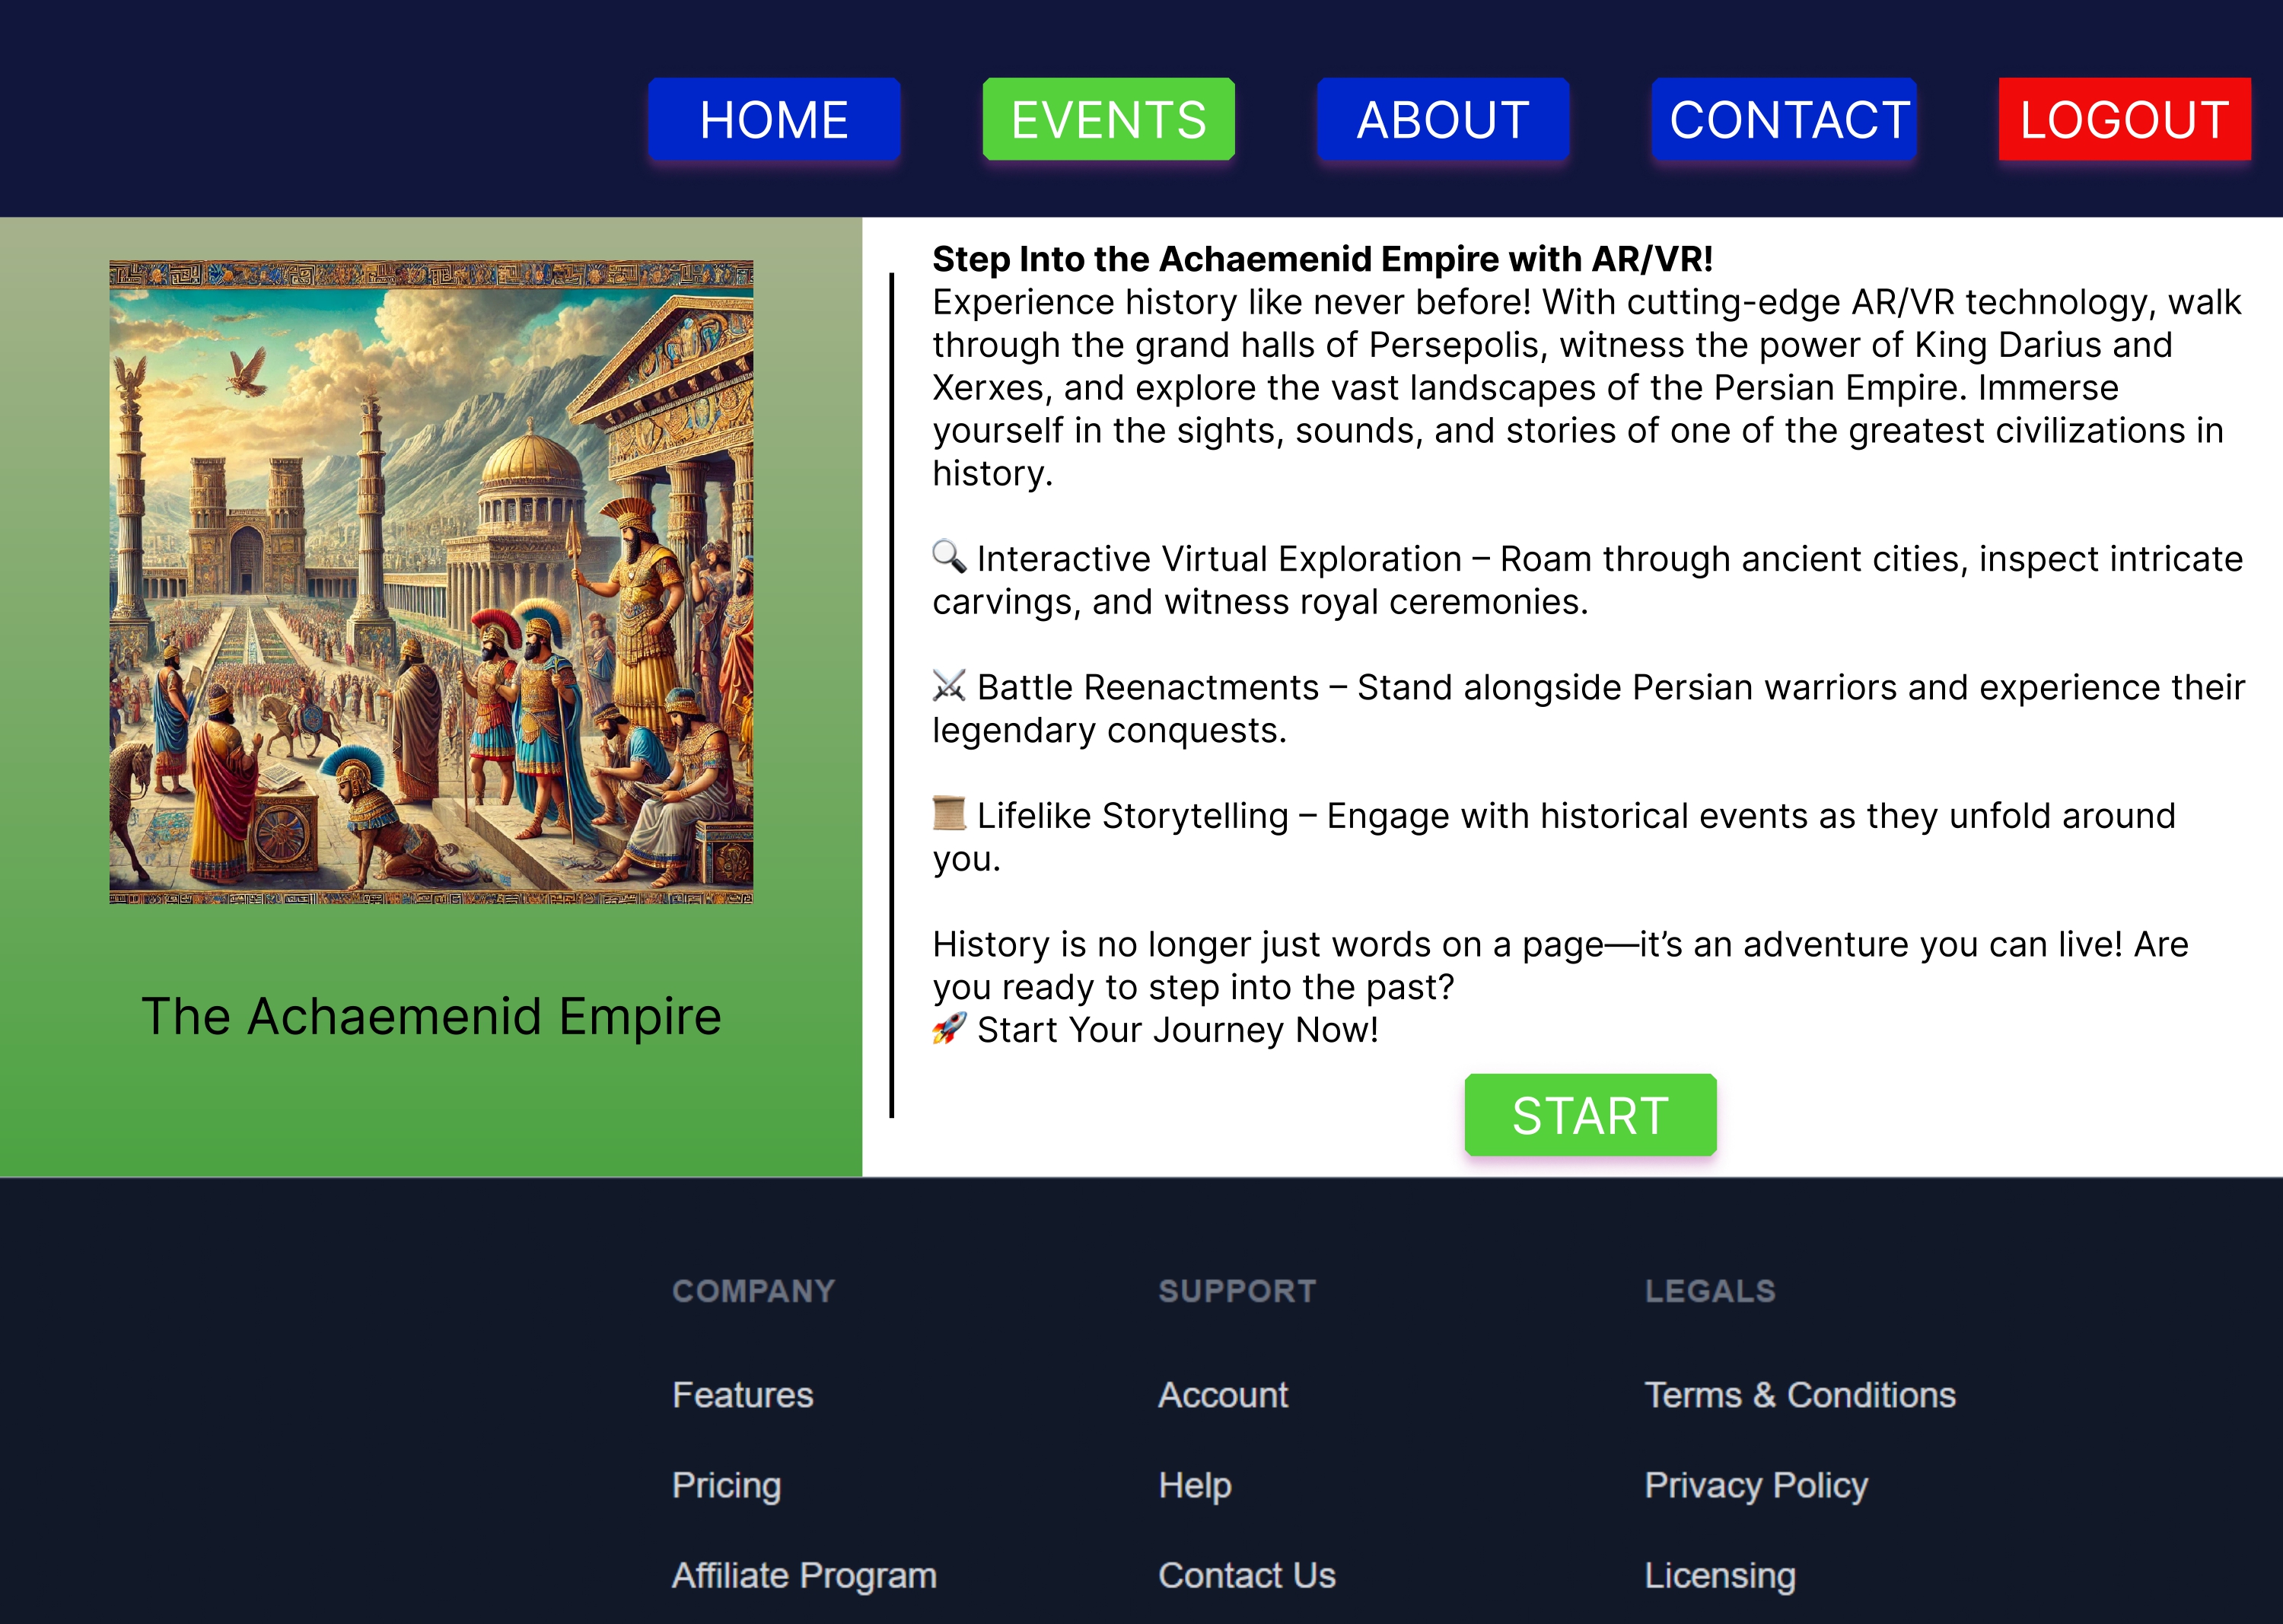 HOME EVENTS ABOUT CONTACT LOGOUT
The Achaemenid Empire
Step Into the Achaemenid Empire with AR/VR!
Experience history like never before! With cutting-edge AR/VR technology, walk
through the grand halls of Persepolis, witness the power of King Darius and
Xerxes, and explore the vast landscapes of the Persian Empire. Immerse
yourself in the sights, sounds, and stories of one of the greatest civilizations in
history.
🔍 Interactive Virtual Exploration – Roam through ancient cities, inspect intricate
carvings, and witness royal ceremonies.
⚔️ Battle Reenactments – Stand alongside Persian warriors and experience their
legendary conquests.
📜 Lifelike Storytelling – Engage with historical events as they unfold around
you.
History is no longer just words on a page—it’s an adventure you can live! Are
you ready to step into the past?
🚀 Start Your Journey Now!
START
COMPANY
Features
Pricing
Affiliate Program
SUPPORT
Account
Help
Contact Us
LEGALS
Terms & Conditions
Privacy Policy
Licensing